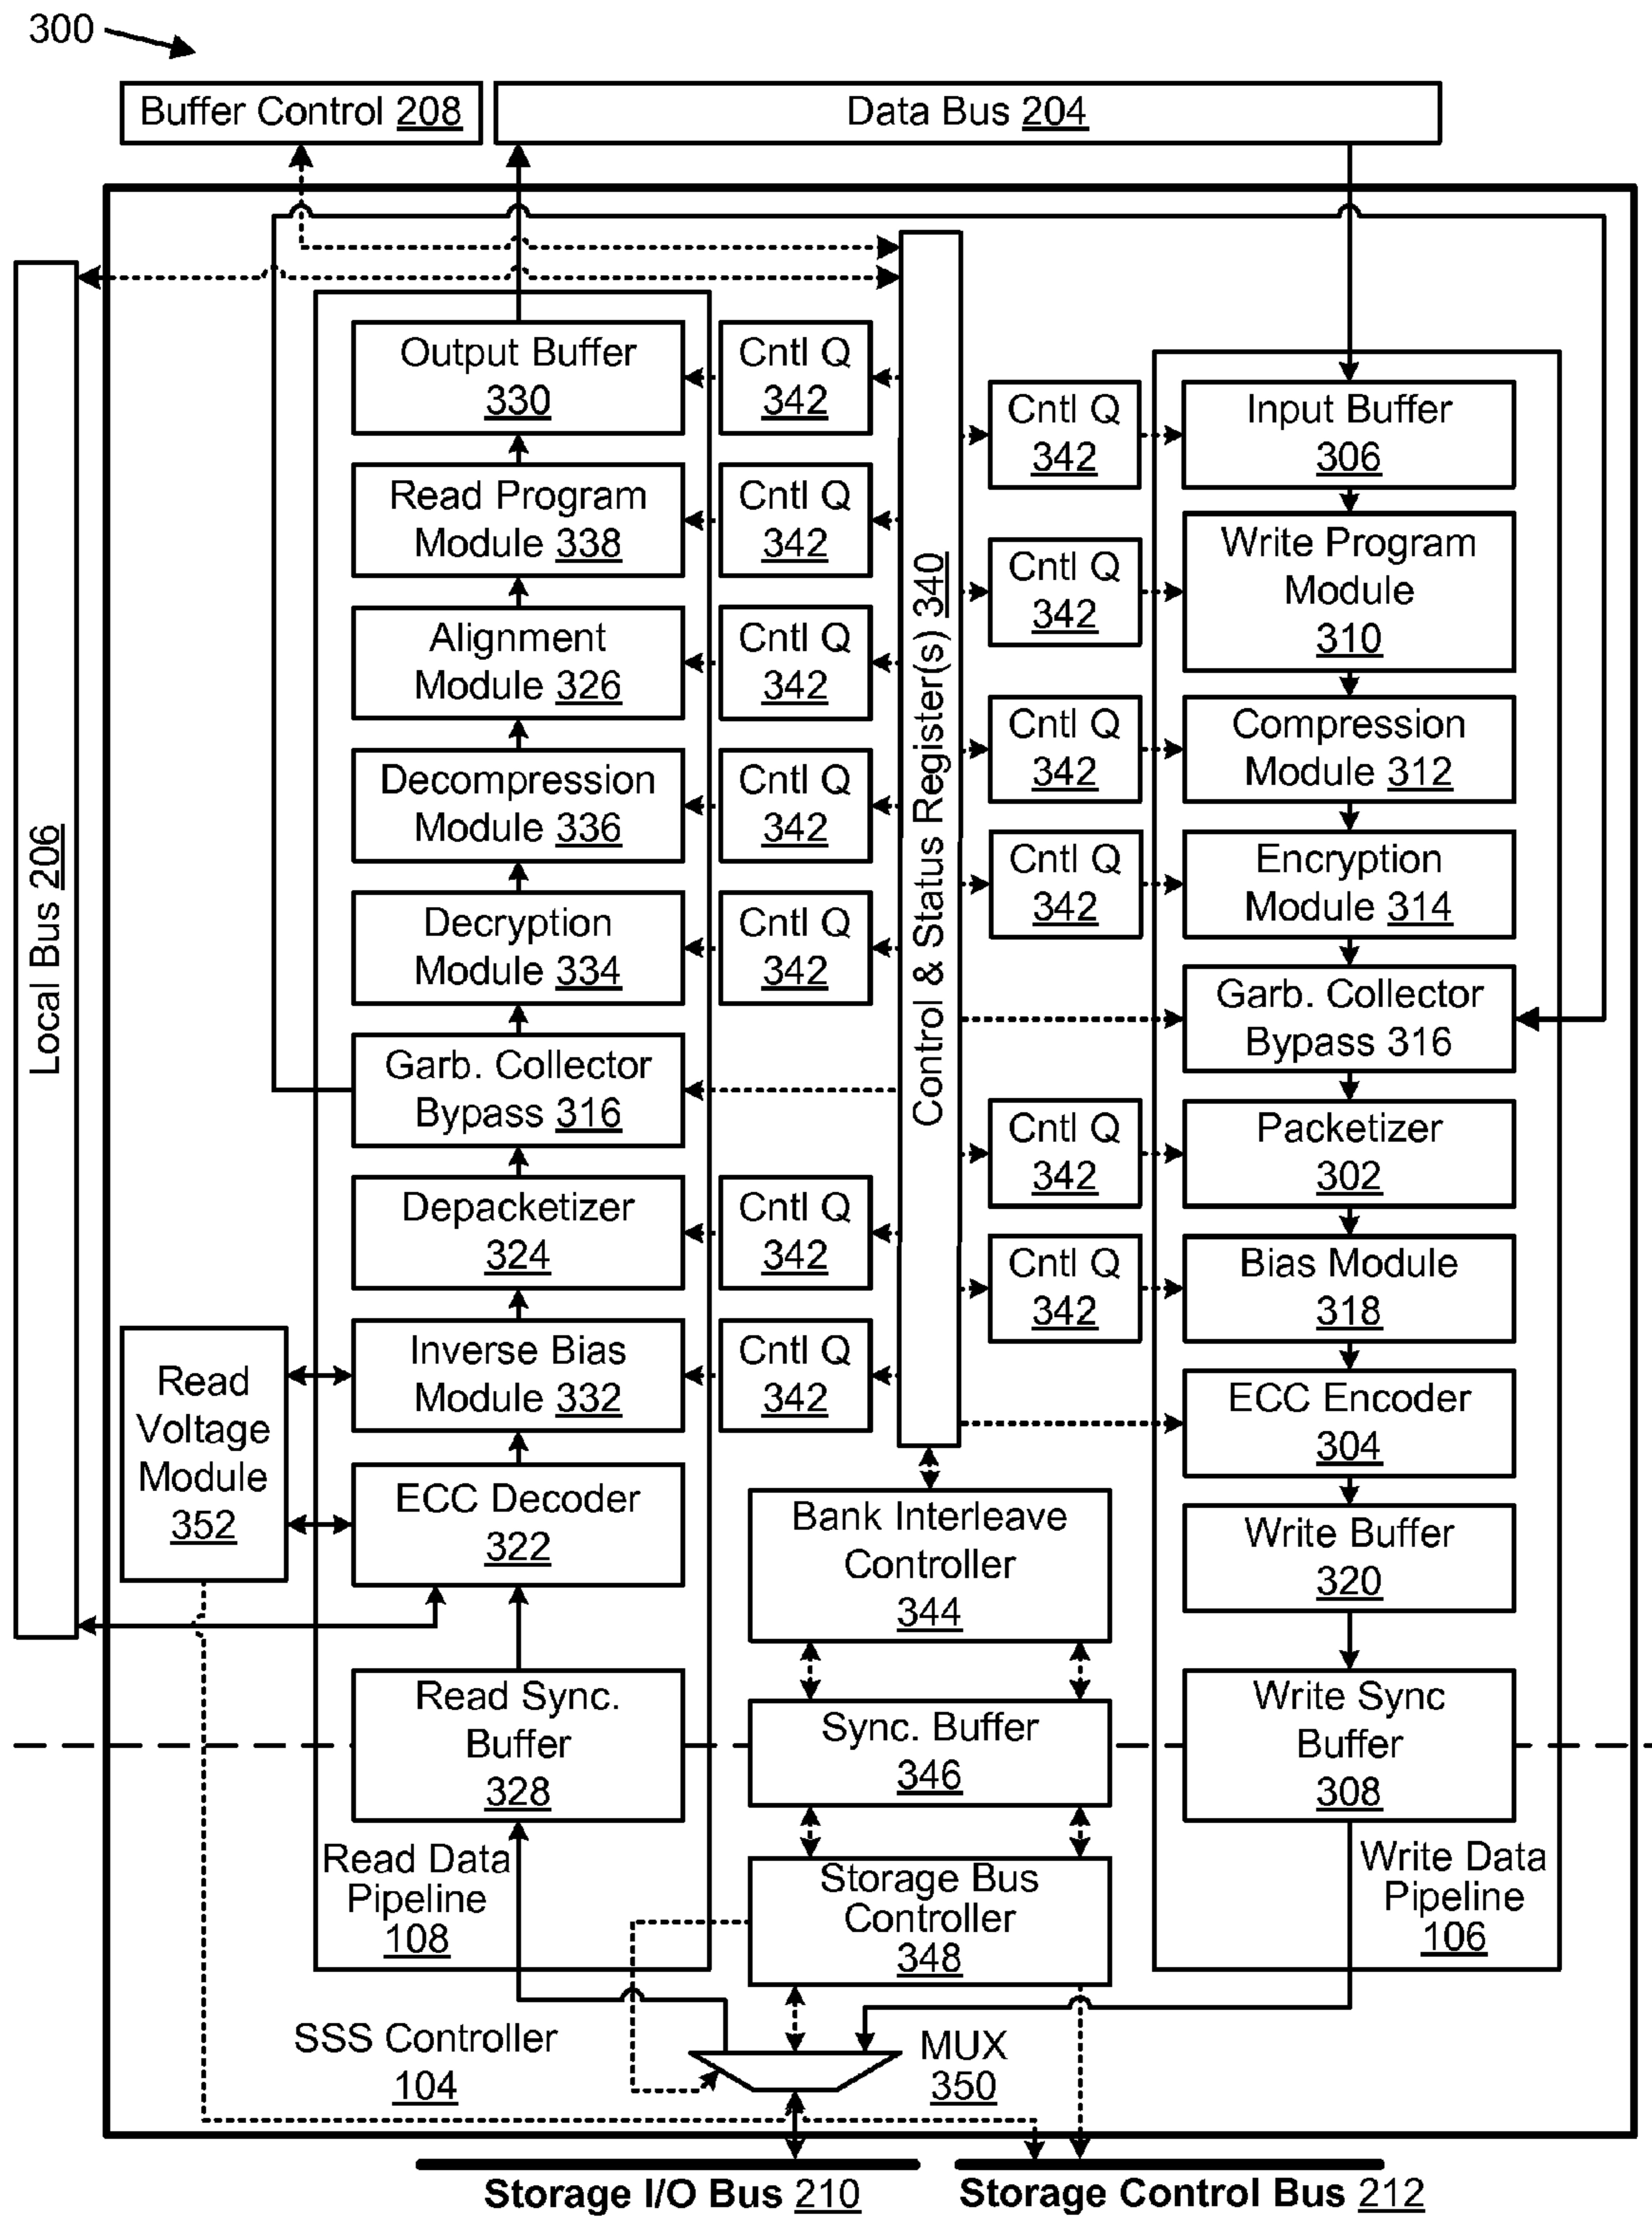 300
Buffer Control 208
Data Bus 204
Local Bus 206
Output Buffer
330
Read Program
Module 338
Alignment
Module 326
Decompression
Module 336
Decryption
Module 334
Garb. Collector
Bypass 316
Depacketizer
324
Inverse Bias
Module 332
ECC Decoder
322
Read Sync.
Buffer
328
Read Data
Pipeline
108
Read
Voltage
Module
352
Cntl Q
342
Cntl Q
342
Cntl Q
342
Cntl Q
342
Cntl Q
342
Cntl Q
342
Cntl Q
342
Control & Status Register(s) 340
Cntl Q
342
Cntl Q
342
Cntl Q
342
Cntl Q
342
Cntl Q
342
Cntl Q
342
Input Buffer
306
Write Program
Module
310
Compression
Module 312
Encryption
Module 314
Garb. Collector
Bypass 316
Packetizer
302
Bias Module
318
ECC Encoder
304
Write Buffer
320
Write Sync
Buffer
308
Write Data
Pipeline
106
Bank Interleave
Controller
344
Sync. Buffer
346
Storage Bus
Controller
348
SSS Controller
104
MUX
350
Storage I/O Bus 210
Storage Control Bus 212